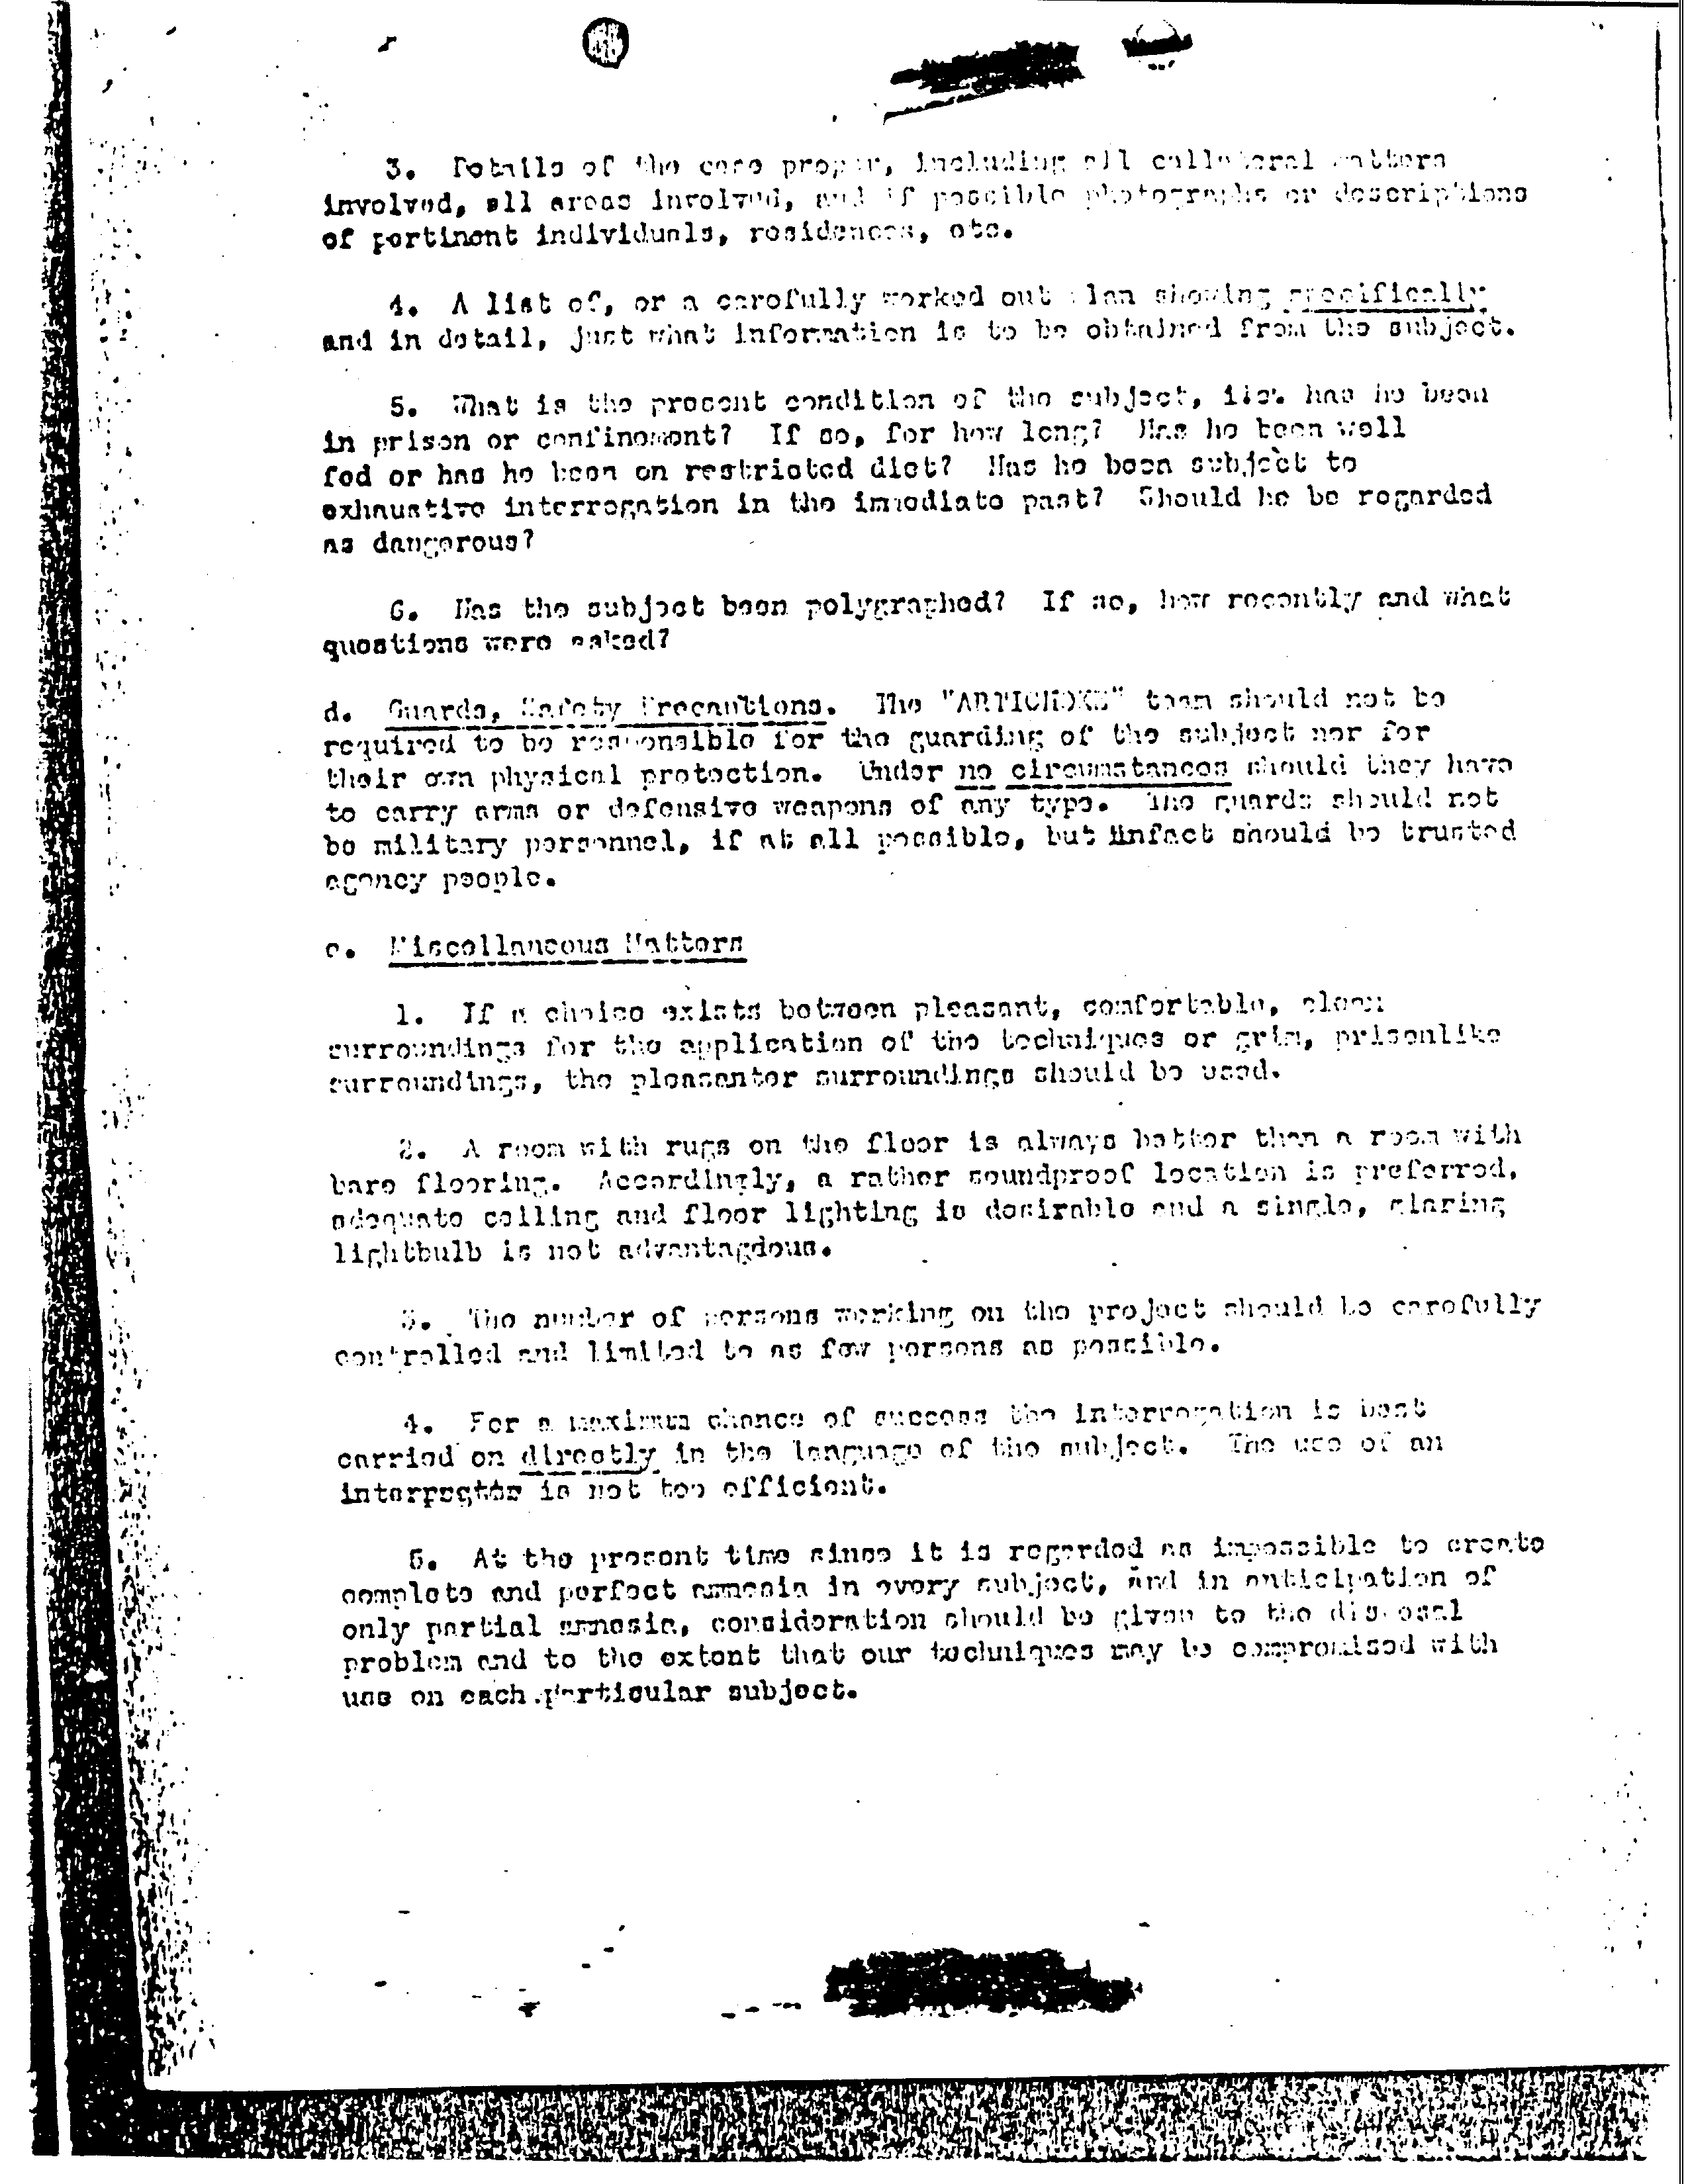 3. Details of the case proper, including all collateral matters
involved, all areas involved, and if possible photographs or descriptions
of pertinent individuals, residences, etc.
4. A list of, or a carefully worked out plan showing specifically
and in detail, just what information is to be obtained from the subject.
5. What is the present condition of the subject, i.e. has he been
in prison or confinement? If so, for how long? Has he been well
fed or has he been on restricted diet? Has he been subject to
exhaustive interrogation in the immediate past? Should he be regarded
as dangerous?
6. Has the subject been polygraphed? If so, how recently and what
questions were asked?
d. Guards, Safety Precautions. The "ARTICHOKE" team should not be
required to be responsible for the guarding of the subject nor for
their own physical protection. Under no circumstances should they have
to carry arms or defensive weapons of any type. The guards should not
be military personnel, if at all possible, but infact should be trusted
agency people.
e. Miscellaneous Matters
1. If a choice exists between pleasant, comfortable, clean
surroundings for the application of the techniques or grim, prisonlike
surroundings, the pleasanter surroundings should be used.
2. A room with rugs on the floor is always better than a room with
bare flooring. Accordingly, a rather soundproof location is preferred,
adequate ceiling and floor lighting is desirable and a single, glaring
lightbulb is not advantagdous.
3. The number of persons working on the project should be carefully
controlled and limited to as few persons as possible.
4. For a maximum chance of success the interrogation is best
carried on directly in the language of the subject. The use of an
is not too efficient.
5. At the present time since it is regarded as impossible to create
complete and perfect amnesia in every subject, and in anticipation of
only partial amnesia, consideration should be given to the disposal
problem and to the extent that our techniques may be compromised with
use on each particular subject.